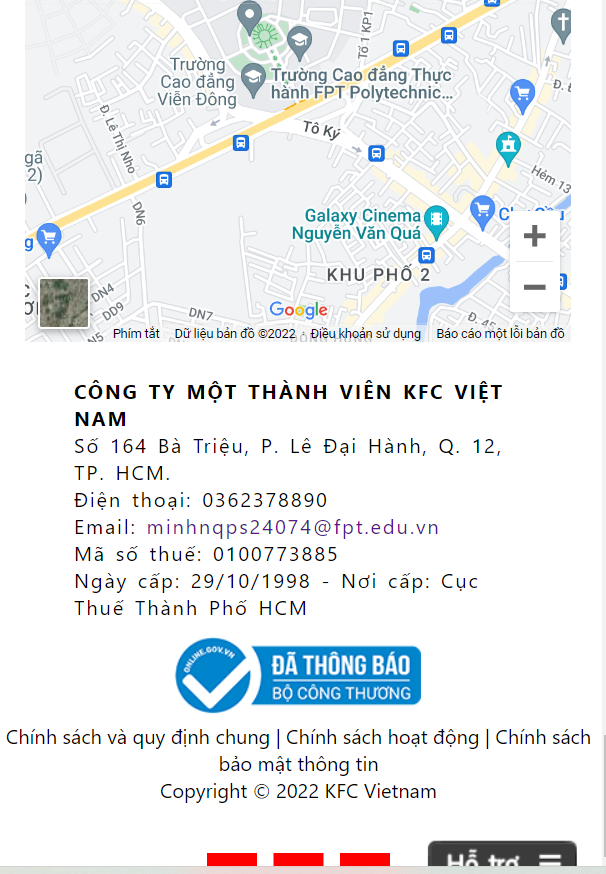 Tổ 1 KP1
Trường
Cao đẳng
Viễn Đông
Trường Cao đẳng Thực
hành FPT Polytechnic...
Đ. Lê Thị Nho
Tô Ký
2)
DN6
Hẻm 13
Galaxy Cinema
Nguyễn Văn Quá
KHU PHỐ 2
DN4
DD9
DN7
Đ. 45
Google
Phím tắt Dữ liệu bản đồ ©2022 Điều khoản sử dụng Báo cáo một lỗi bản đồ
CÔNG TY MỘT THÀNH VIÊN KFC VIỆT
NAM
Số 164 Bà Triệu, P. Lê Đại Hành, Q. 12,
TP. HCM.
Điện thoại: 0362378890
Email: minhnqps24074@fpt.edu.vn
Mã số thuế: 0100773885
Ngày cấp: 29/10/1998 - Nơi cấp: Cục
Thuế Thành Phố HCM
ONLINE.GOV.VN
ĐÃ THÔNG BÁO
BỘ CÔNG THƯƠNG
Chính sách và quy định chung | Chính sách hoạt động | Chính sách
bảo mật thông tin
Copyright © 2022 KFC Vietnam
Hỗ trợ